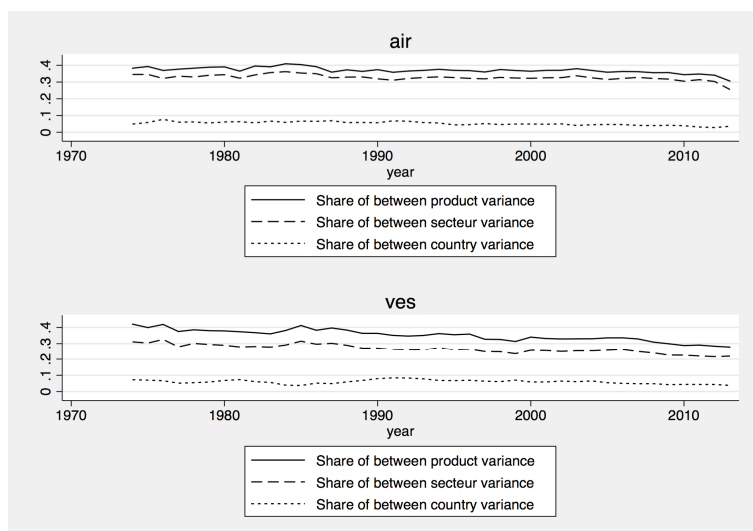 air
.4
.3
.2
.1
0
1970 1980 1990 2000 2010
year
Share of between product variance
Share of between secteur variance
Share of between country variance
ves
.4
.3
.2
.1
0
1970 1980 1990 2000 2010
year
Share of between product variance
Share of between secteur variance
Share of between country variance